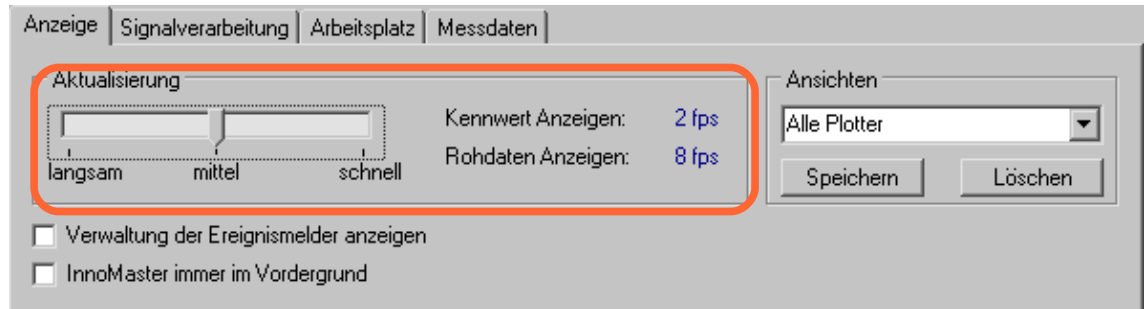 Anzeige Signalverarbeitung Arbeitsplatz Messdaten
Aktualisierung
Kennwert Anzeigen: 2 fps
Rohdaten Anzeigen: 8 fps
langsam mittel schnell
Ansichten
Alle Plotter
Speichern Löschen
Verwaltung der Ereignismelder anzeigen
InnoMaster immer im Vordergrund